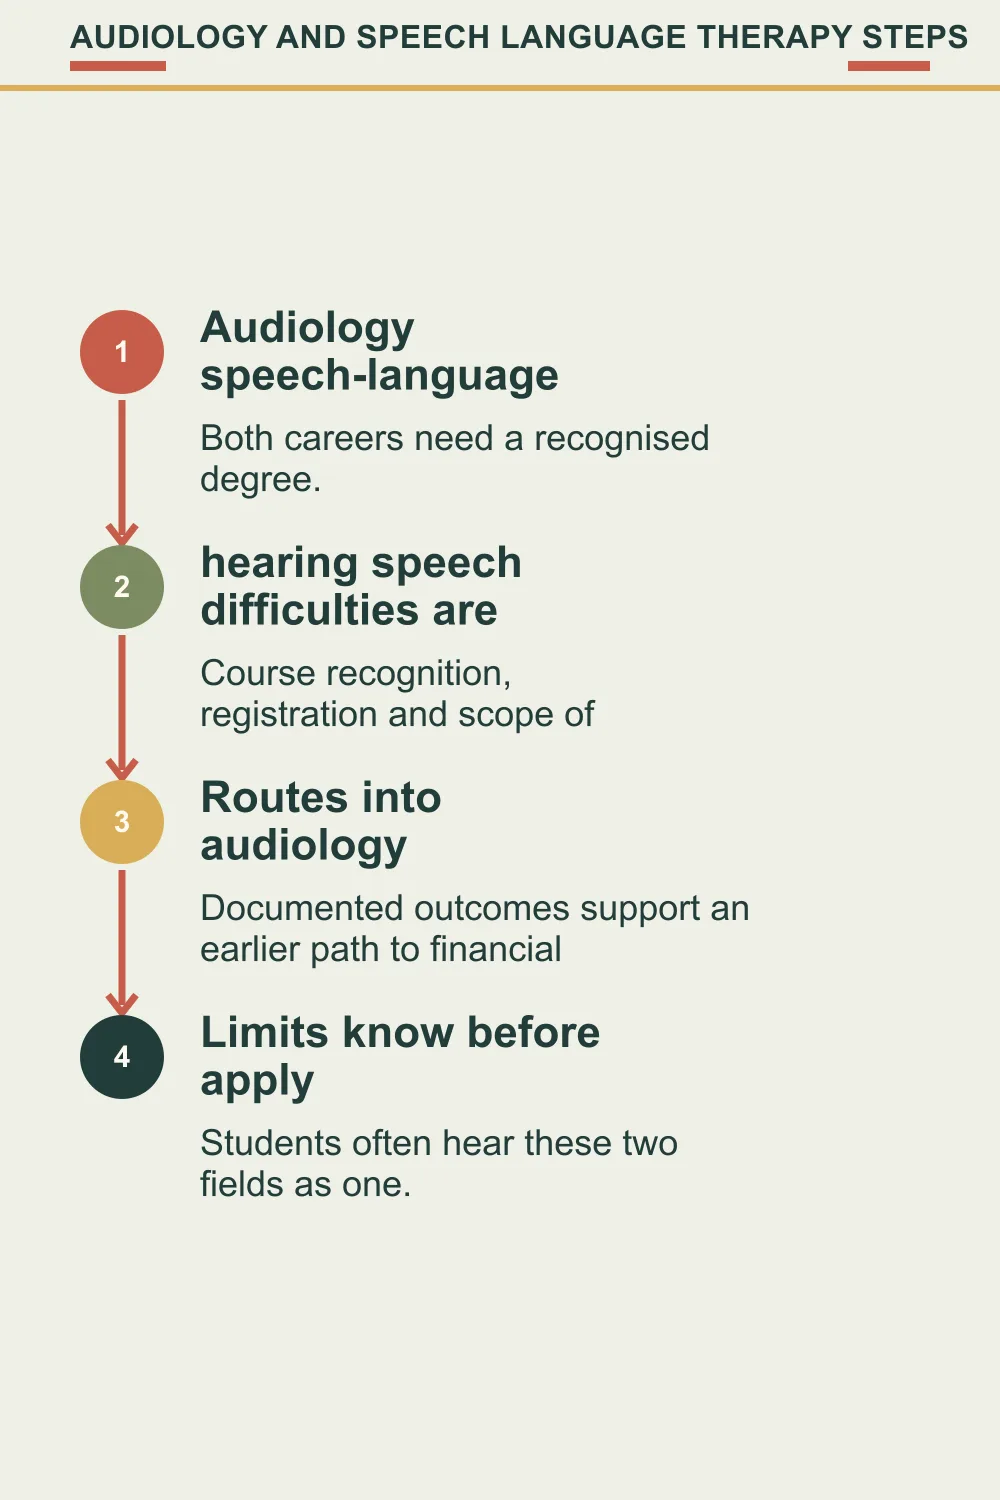 AUDIOLOGY AND SPEECH LANGUAGE THERAPY STEPS
1
Audiology
speech-language
Both careers need a recognised
degree.
2
hearing speech
difficulties are
Course recognition,
registration and scope of
3
Routes into
audiology
Documented outcomes support an
earlier path to financial
4
Limits know before
apply
Students often hear these two
fields as one.